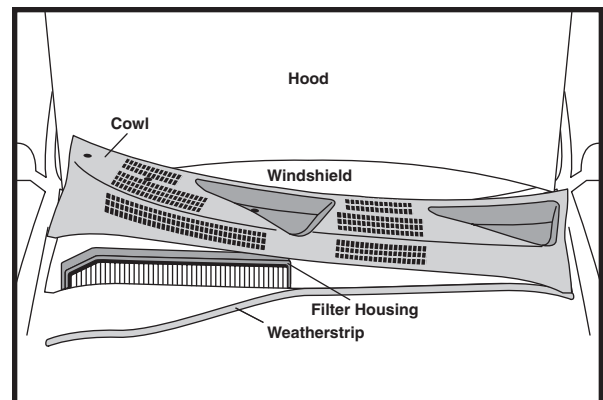 Hood
Cowl
Windshield
Filter Housing
Weatherstrip